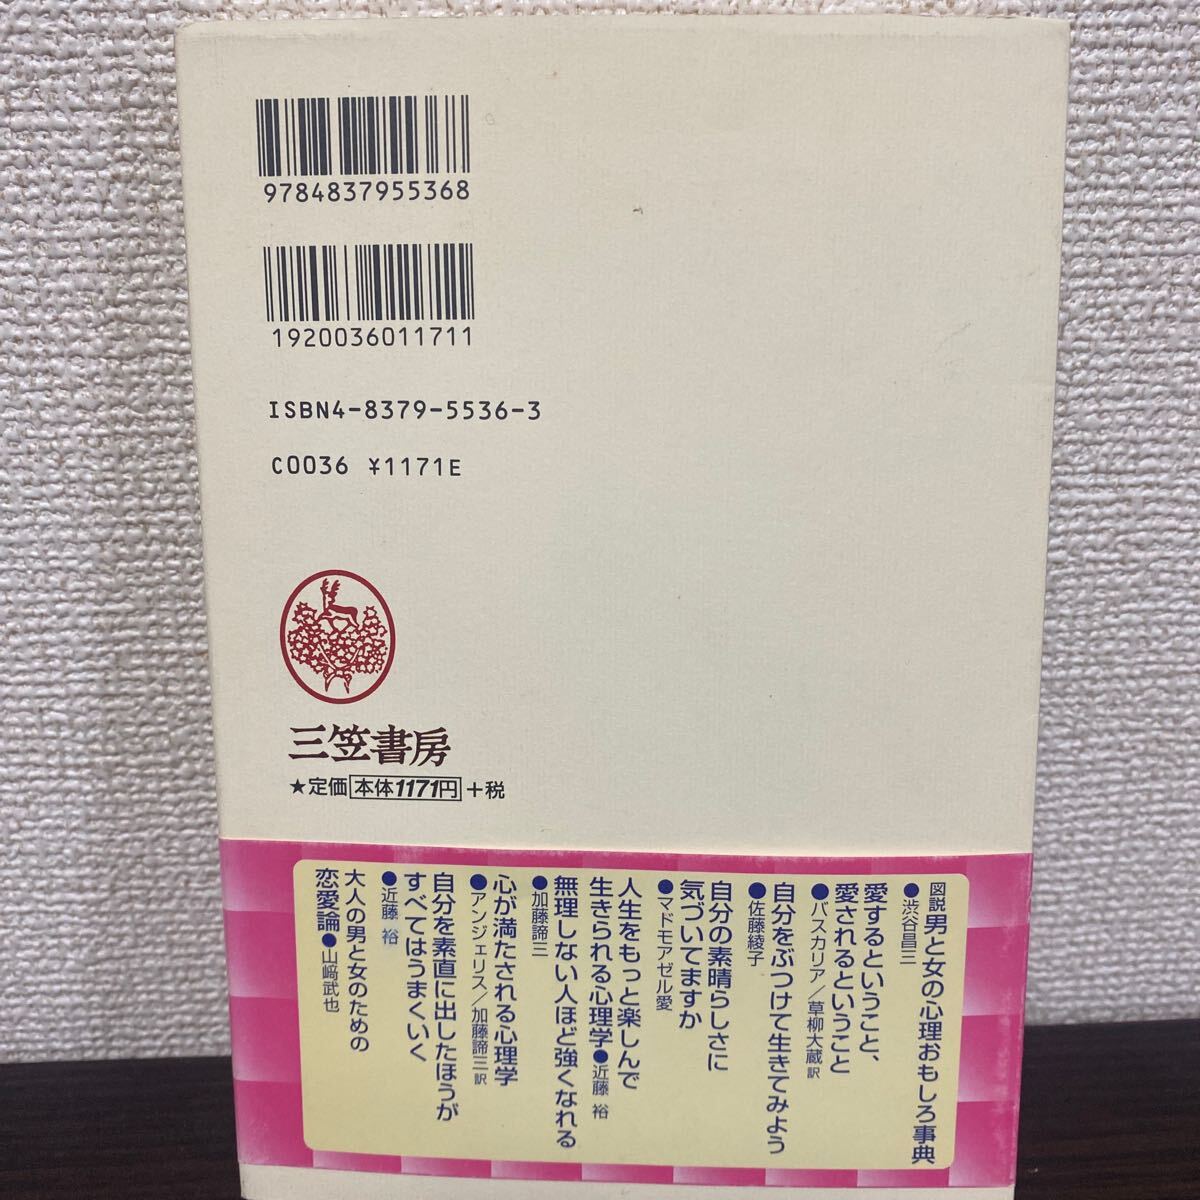 9784837955368
1920036011711
ISBN4-8379-5536-3
C0036 ¥1171E
三笠書房
★定価 本体1171円 +税
図説 男と女の心理おもしろ事典
●渋谷昌三
愛するということ、
愛されるということ
●バスカリア/草柳大蔵 訳
自分をぶつけて生きてみよう
●佐藤綾子
自分の素晴らしさに
気づいてますか
●マドモアゼル愛
人生をもっと楽しんで
生きられる心理学●近藤 裕
無理しない人ほど強くなれる
●加藤諦三
心が満たされる心理学
●アンジェリス/加藤諦三 訳
自分を素直に出したほうが
すべてはうまくいく
●近藤 裕
大人の男と女のための
恋愛論●山﨑武也